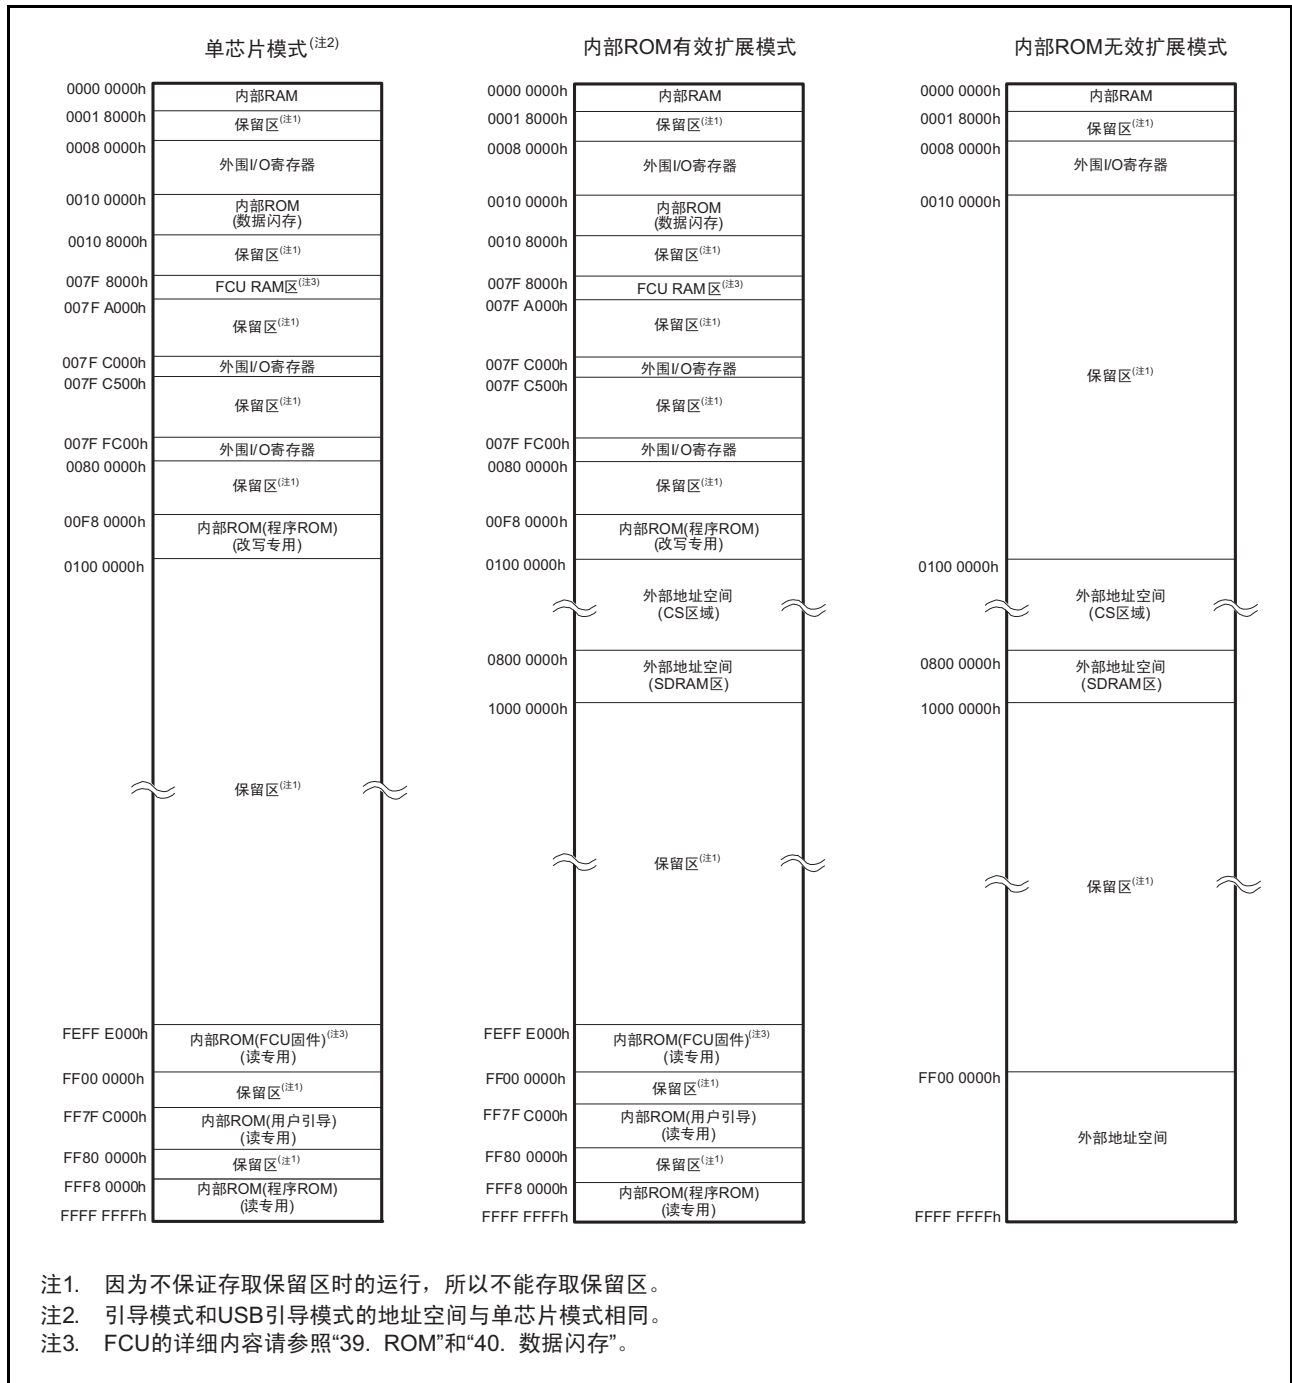 单芯片模式(注2)
0000 0000h
内部RAM
0001 8000h
保留区(注1)
0008 0000h
外围I/O寄存器
0010 0000h
内部ROM
(数据闪存)
0010 8000h
保留区(注1)
007F 8000h
FCU RAM区(注3)
007F A000h
保留区(注1)
007F C000h
外围I/O寄存器
007F C500h
保留区(注1)
007F FC00h
外围I/O寄存器
0080 0000h
保留区(注1)
00F8 0000h
内部ROM(程序ROM)
(改写专用)
0100 0000h
保留区(注1)
FEFF E000h
内部ROM(FCU固件)(注3)
(读专用)
FF00 0000h
保留区(注1)
FF7F C000h
内部ROM(用户引导)
(读专用)
FF80 0000h
保留区(注1)
FFF8 0000h
内部ROM(程序ROM)
(读专用)
FFFF FFFFh
内部ROM有效扩展模式
0000 0000h
内部RAM
0001 8000h
保留区(注1)
0008 0000h
外围I/O寄存器
0010 0000h
内部ROM
(数据闪存)
0010 8000h
保留区(注1)
007F 8000h
FCU RAM区(注3)
007F A000h
保留区(注1)
007F C000h
外围I/O寄存器
007F C500h
保留区(注1)
007F FC00h
外围I/O寄存器
0080 0000h
保留区(注1)
00F8 0000h
内部ROM(程序ROM)
(改写专用)
0100 0000h
外部地址空间
(CS区域)
0800 0000h
外部地址空间
(SDRAM区)
1000 0000h
保留区(注1)
FEFF E000h
内部ROM(FCU固件)(注3)
(读专用)
FF00 0000h
保留区(注1)
FF7F C000h
内部ROM(用户引导)
(读专用)
FF80 0000h
保留区(注1)
FFF8 0000h
内部ROM(程序ROM)
(读专用)
FFFF FFFFh
内部ROM无效扩展模式
0000 0000h
内部RAM
0001 8000h
保留区(注1)
0008 0000h
外围I/O寄存器
0010 0000h
保留区(注1)
0100 0000h
外部地址空间
(CS区域)
0800 0000h
外部地址空间
(SDRAM区)
1000 0000h
保留区(注1)
FF00 0000h
外部地址空间
FFFF FFFFh
注1. 因为不保证存取保留区时的运行，所以不能存取保留区。
注2. 引导模式和USB引导模式的地址空间与单芯片模式相同。
注3. FCU的详细内容请参照“39. ROM”和“40. 数据闪存”。